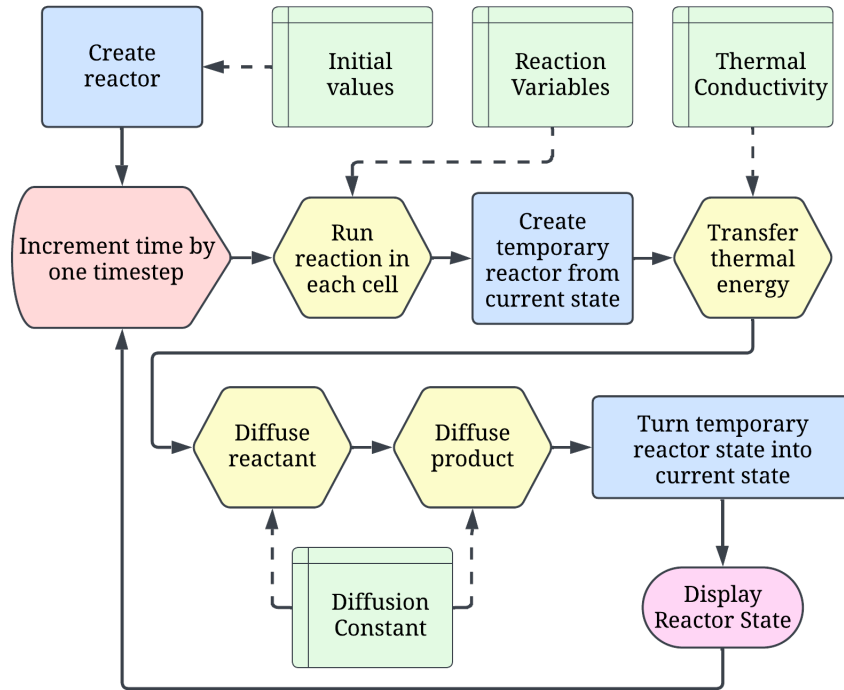 Create
reactor
Initial
values
Reaction
Variables
Thermal
Conductivity
Increment time by
one timestep
Run
reaction in
each cell
Create
temporary
reactor from
current state
Transfer
thermal
energy
Diffuse
reactant
Diffuse
product
Turn temporary
reactor state into
current state
Diffusion
Constant
Display
Reactor State